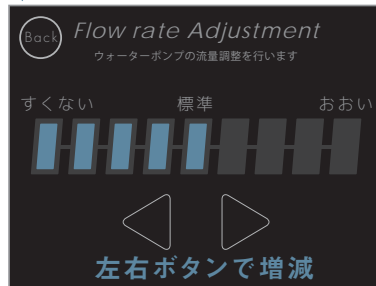 Back
Flow rate Adjustment
ウォーターポンプの流量調整を行います
すくない 標準 おおい
左右ボタンで増減